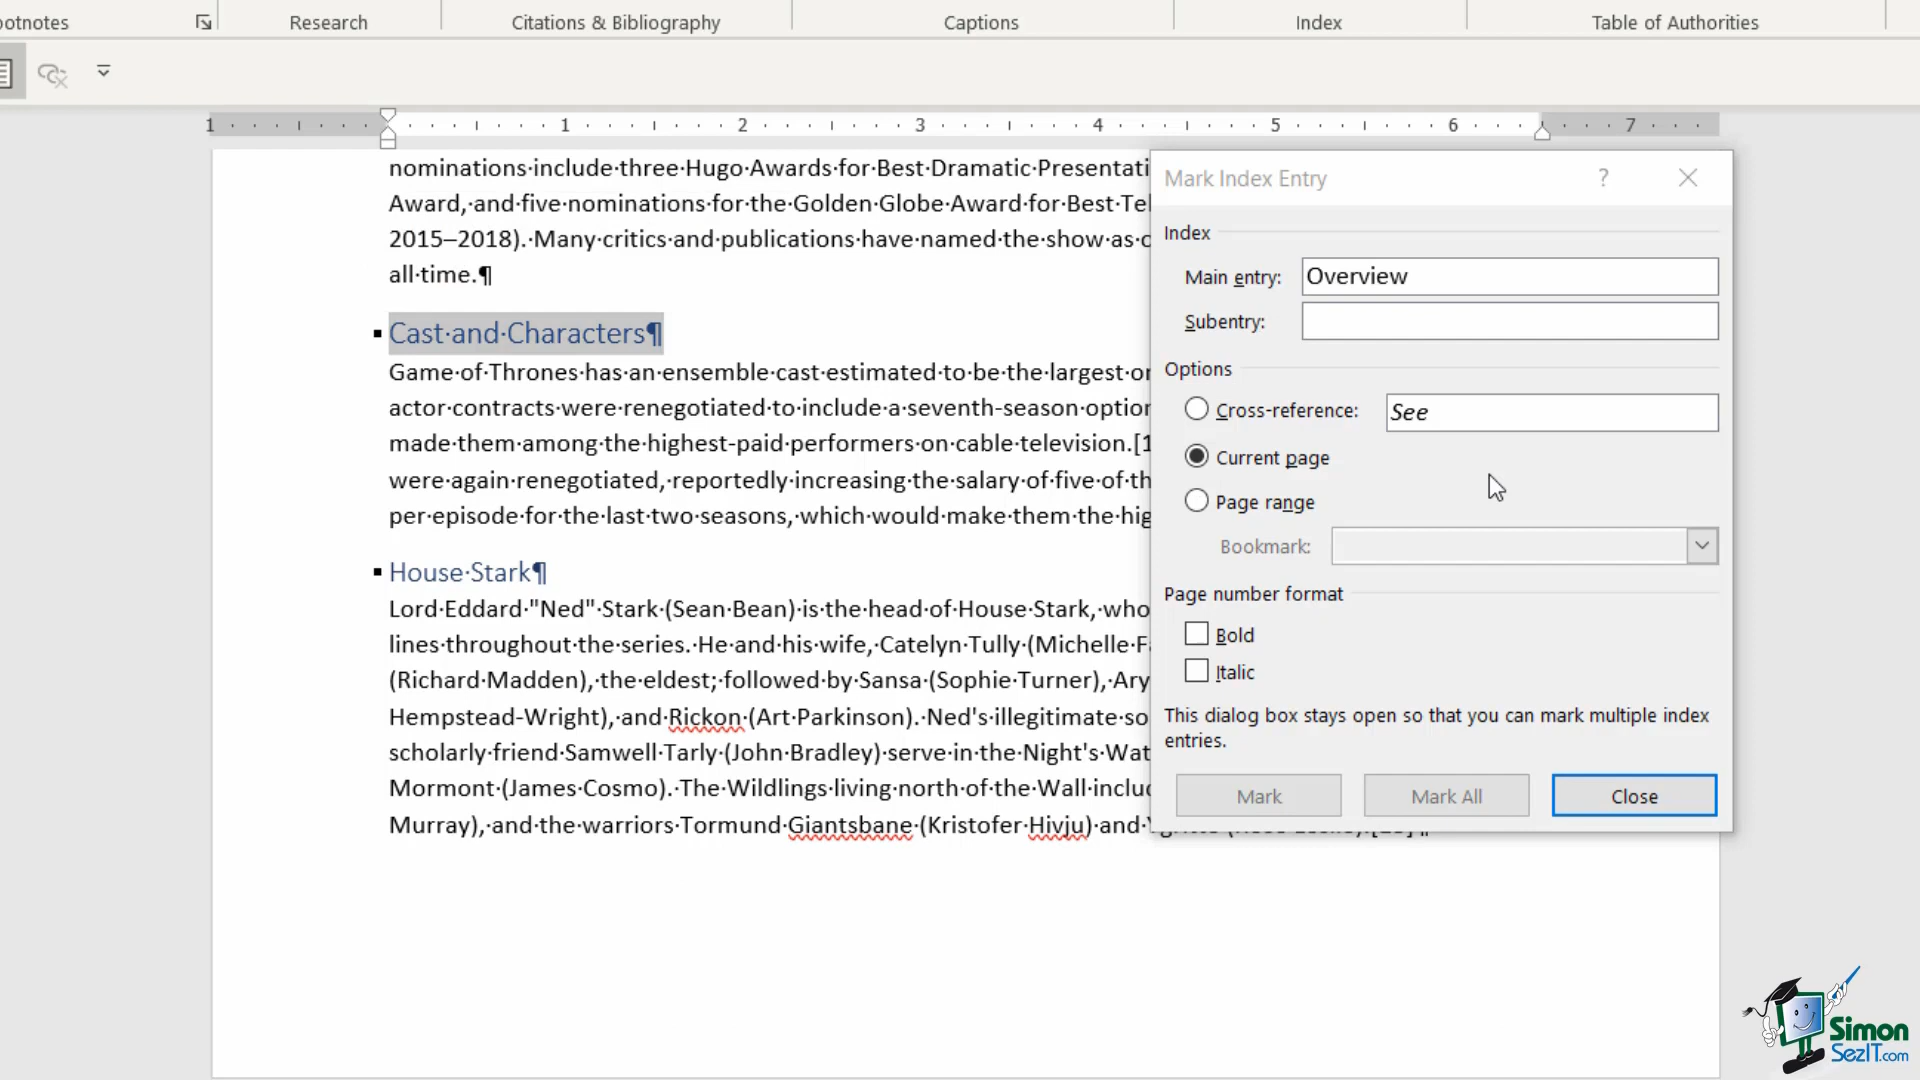 ootnotes
Research
Citations & Bibliography
Captions
Index
Table of Authorities
1 1 2 3 4 5 6 7
nominations·include·three·Hugo·Awards·for·Best·Dramatic·Presentati
Award,·and·five·nominations·for·the·Golden·Globe·Award·for·Best·Tel
2015–2018).·Many·critics·and·publications·have·named·the·show·as·o
all·time.¶
Cast·and·Characters¶
Game·of·Thrones·has·an·ensemble·cast·estimated·to·be·the·largest·on
actor·contracts·were·renegotiated·to·include·a·seventh-season·option
made·them·among·the·highest-paid·performers·on·cable·television.[1
were·again·renegotiated,·reportedly·increasing·the·salary·of·five·of·th
per·episode·for·the·last·two·seasons,·which·would·make·them·the·hig
House·Stark¶
Lord·Eddard·"Ned"·Stark·(Sean·Bean)·is·the·head·of·House·Stark,·who
lines·throughout·the·series.·He·and·his·wife,·Catelyn·Tully·(Michelle·Fa
(Richard·Madden),·the·eldest;·followed·by·Sansa·(Sophie·Turner),·Ary
Hempstead-Wright),·and·Rickon·(Art·Parkinson).·Ned's·illegitimate·so
scholarly·friend·Samwell·Tarly·(John·Bradley)·serve·in·the·Night's·Wat
Mormont·(James·Cosmo).·The·Wildlings·living·north·of·the·Wall·inclu
Murray),·and·the·warriors·Tormund·Giantsbane·(Kristofer·Hivju)·and
Mark Index Entry
?
Index
Main entry: Overview
Subentry:
Options
Cross-reference: See
Current page
Page range
Bookmark:
Page number format
Bold
Italic
This dialog box stays open so that you can mark multiple index
entries.
Mark
Mark All
Close
Simon
SezIT.com